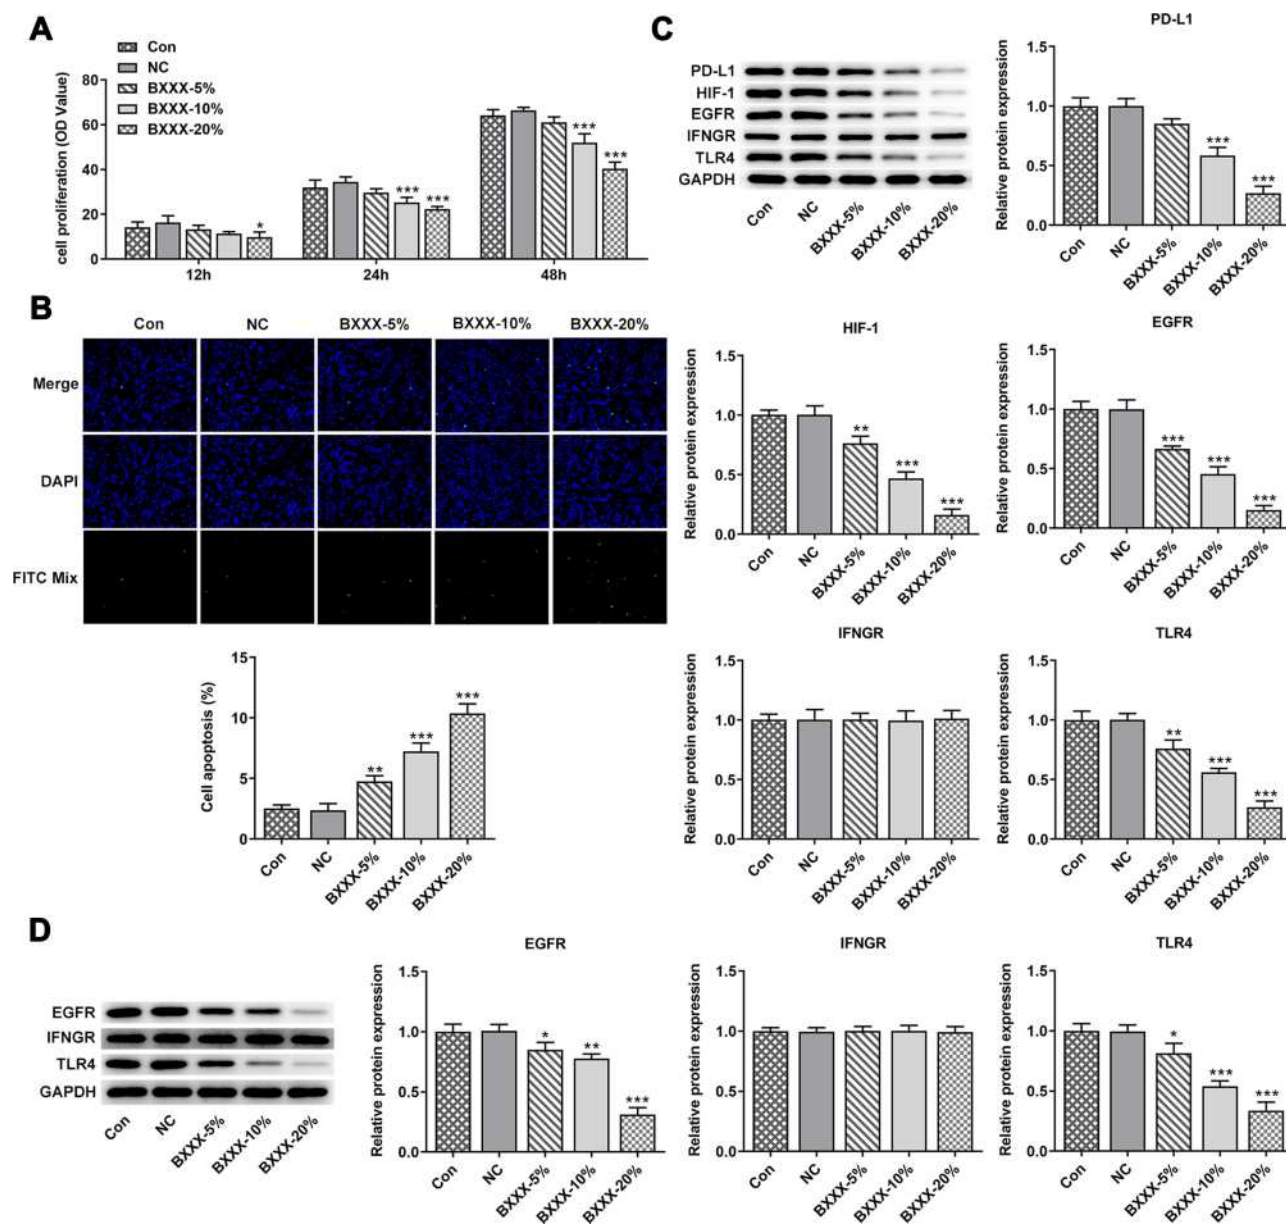 A
Con
NC
BXXX-5%
BXXX-10%
BXXX-20%
cell proliferation (OD Value)
80
60
40
20
0
*
*** ***
***
***
12h 24h 48h
B
Con NC BXXX-5% BXXX-10% BXXX-20%
Merge
DAPI
FITC Mix
Cell apoptosis (%)
15
10
5
0
**
***
***
Con NC BXXX-5% BXXX-10% BXXX-20%
C
PD-L1
HIF-1
EGFR
IFNGR
TLR4
GAPDH
Con NC BXXX-5% BXXX-10% BXXX-20%
PD-L1
Relative protein expression
1.5
1.0
0.5
0.0
***
***
Con NC BXXX-5% BXXX-10% BXXX-20%
HIF-1
Relative protein expression
1.5
1.0
0.5
0.0
**
***
***
Con NC BXXX-5% BXXX-10% BXXX-20%
EGFR
Relative protein expression
1.5
1.0
0.5
0.0
***
***
***
Con NC BXXX-5% BXXX-10% BXXX-20%
IFNGR
Relative protein expression
1.5
1.0
0.5
0.0
Con NC BXXX-5% BXXX-10% BXXX-20%
TLR4
Relative protein expression
1.5
1.0
0.5
0.0
**
***
***
Con NC BXXX-5% BXXX-10% BXXX-20%
D
EGFR
IFNGR
TLR4
GAPDH
Con NC BXXX-5% BXXX-10% BXXX-20%
EGFR
Relative protein expression
1.5
1.0
0.5
0.0
*
**
***
Con NC BXXX-5% BXXX-10% BXXX-20%
IFNGR
Relative protein expression
1.5
1.0
0.5
0.0
Con NC BXXX-5% BXXX-10% BXXX-20%
TLR4
Relative protein expression
1.5
1.0
0.5
0.0
*
***
***
Con NC BXXX-5% BXXX-10% BXXX-20%